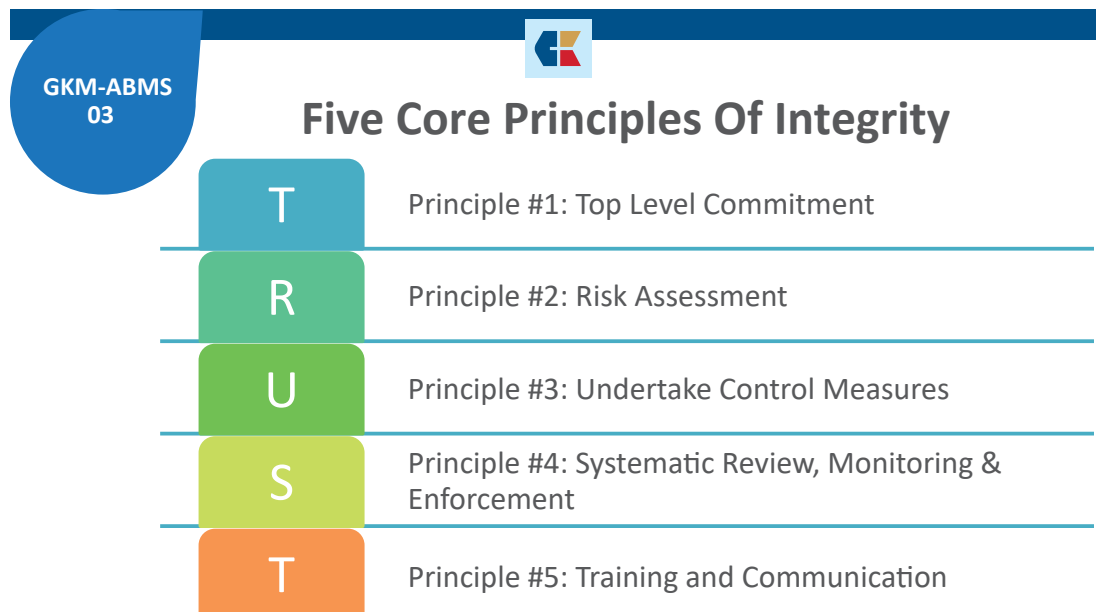 GKM-ABMS
03
Five Core Principles Of Integrity
T
Principle #1: Top Level Commitment
R
Principle #2: Risk Assessment
U
Principle #3: Undertake Control Measures
S
Principle #4: Systematic Review, Monitoring &
Enforcement
T
Principle #5: Training and Communication